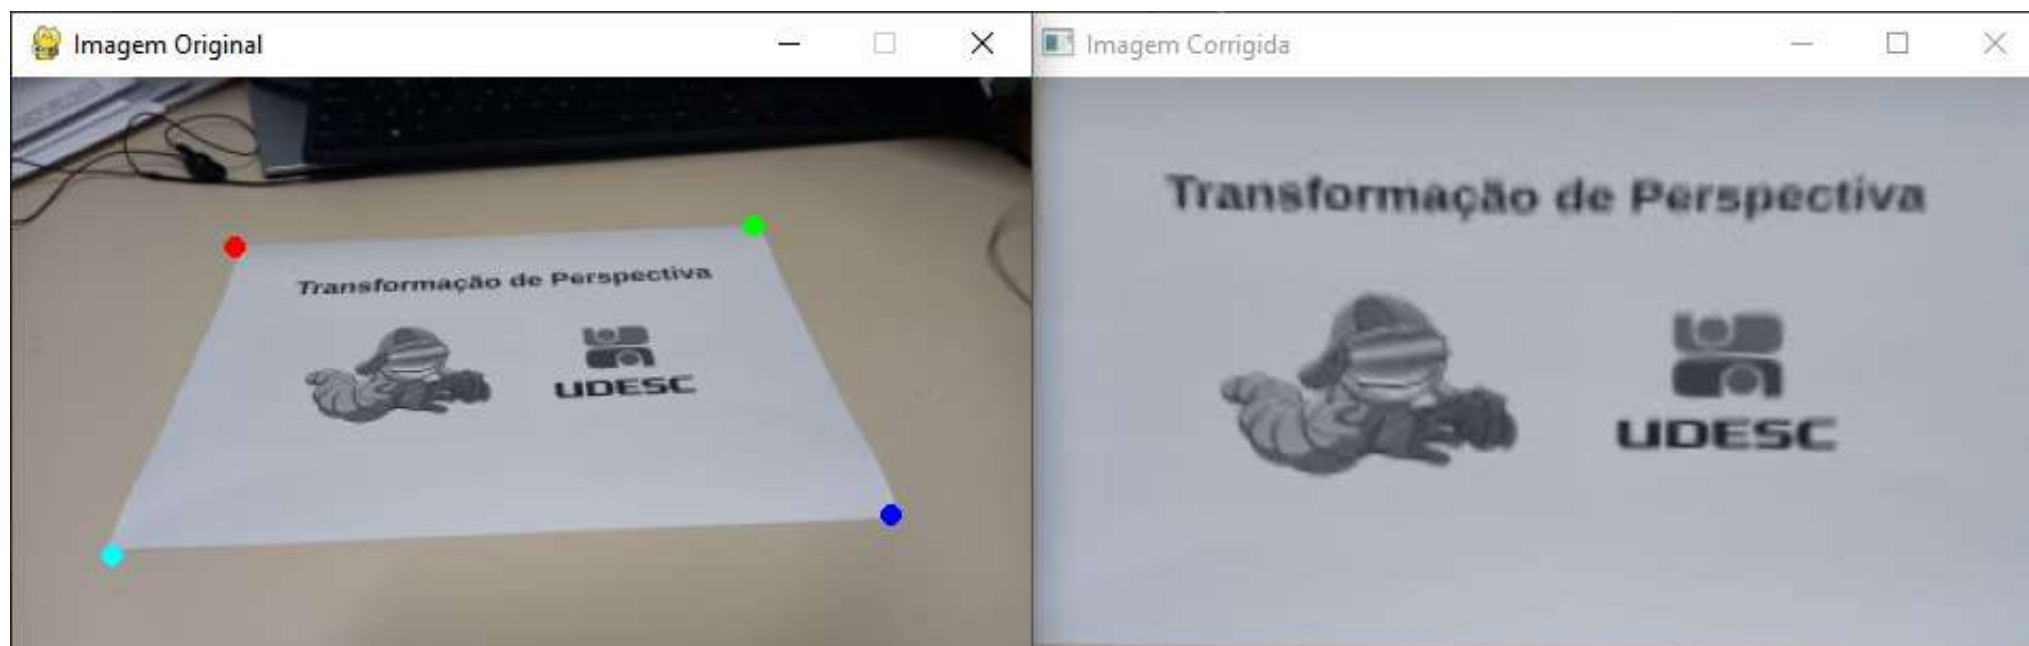 Imagem Original
Imagem Corrigida
Transformação de Perspectiva
UDESC
Transformação de Perspectiva
UDESC